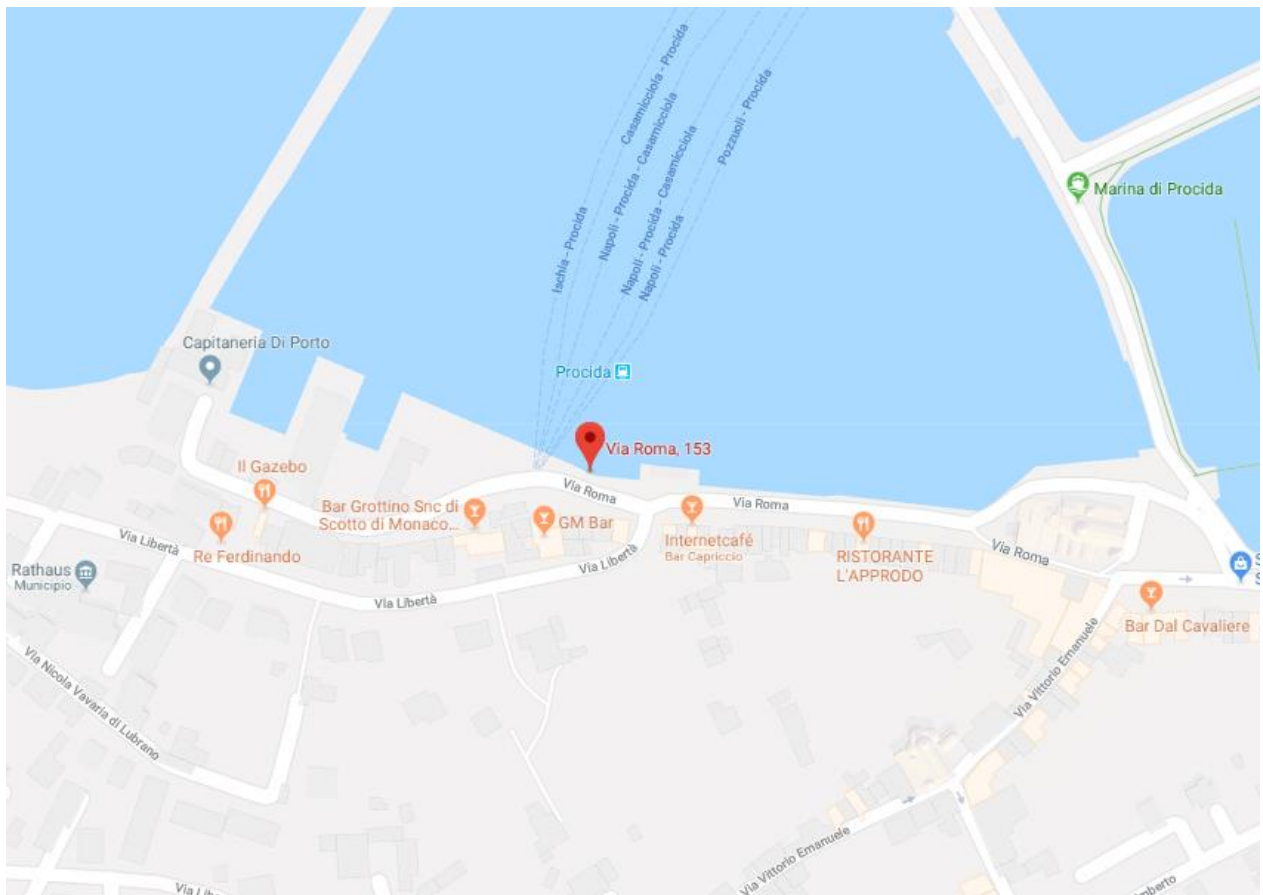 Casamicciola - Procida
Napoli - Procida - Casamicciola
Napoli - Procida - Casamicciola
Pozzuoli - Procida
Ischia - Procida
Napoli - Procida
Marina di Procida
Capitaneria Di Porto
Procida
Via Roma, 153
Il Gazebo
Via Roma
Bar Grottino Snc di
Scotto di Monaco...
GM Bar
Via Roma
Internetcafé
Bar Capriccio
RISTORANTE
L'APPRODO
Via Roma
Via Libertà
Re Ferdinando
Via Libertà
Rathaus
Municipio
Via Libertà
Bar Dal Cavaliere
S
S
Via Vittorio Emanuele
Via Nicola Vavaria di Lubrano
Via Vittorio Emanuele